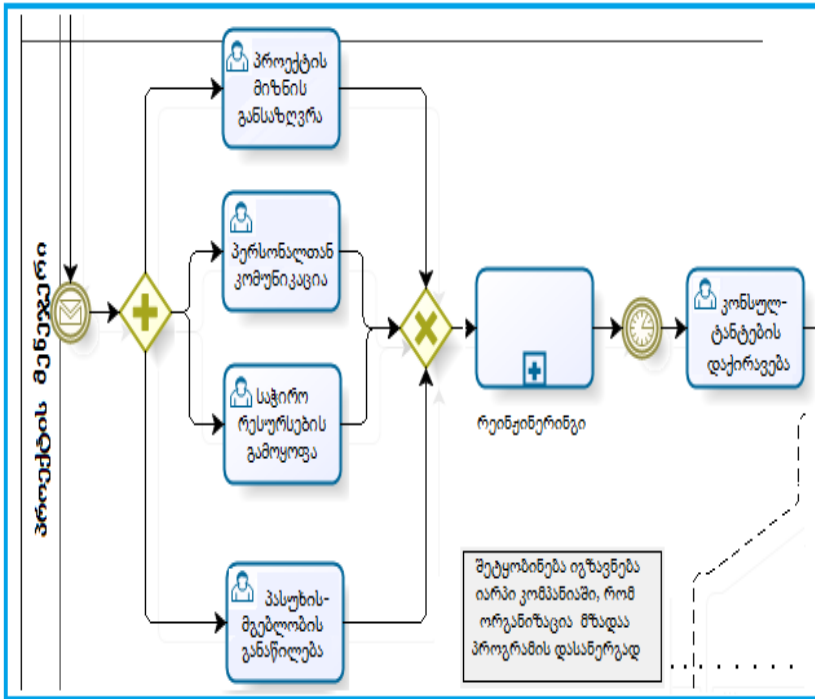 პროექტის მენეჯერი
პროექტის
მიზნის
განსაზღვრა
პერსონალთან
კომუნიკაცია
საჭირო
რესურსების
გამოყოფა
პასუხის-
მგებლობის
განაწილება
რეინჟინერინგი
კონსულ-
ტანტების
დაქირავება
შეტყობინება იგზავნება
იარპი კომპანიაში, რომ
ორგანიზაცია მზადაა
პროგრამის დასანერგად